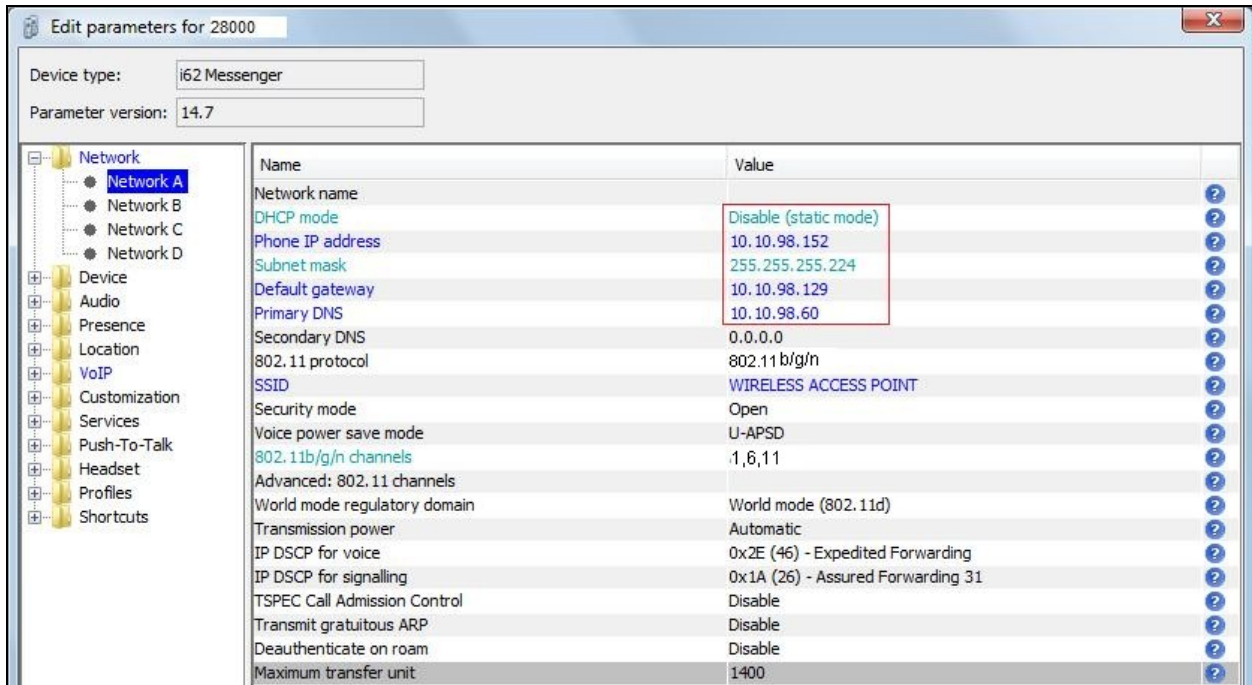 Edit parameters for 28000
Device type: i62 Messenger
Parameter version: 14.7
Network
Network A
Network B
Network C
Network D
Device
Audio
Presence
Location
VoIP
Customization
Services
Push-To-Talk
Headset
Profiles
Shortcuts
Name Value
Network name
DHCP mode Disable (static mode)
Phone IP address 10.10.98.152
Subnet mask 255.255.255.224
Default gateway 10.10.98.129
Primary DNS 10.10.98.60
Secondary DNS 0.0.0.0
802.11 protocol 802.11 b/g/n
SSID WIRELESS ACCESS POINT
Security mode Open
Voice power save mode U-APSD
802.11b/g/n channels 1,6,11
Advanced: 802.11 channels
World mode regulatory domain World mode (802.11d)
Transmission power Automatic
IP DSCP for voice 0x2E (46) - Expedited Forwarding
IP DSCP for signalling 0x1A (26) - Assured Forwarding 31
TSPEC Call Admission Control Disable
Transmit gratuitous ARP Disable
Deauthenticate on roam Disable
Maximum transfer unit 1400